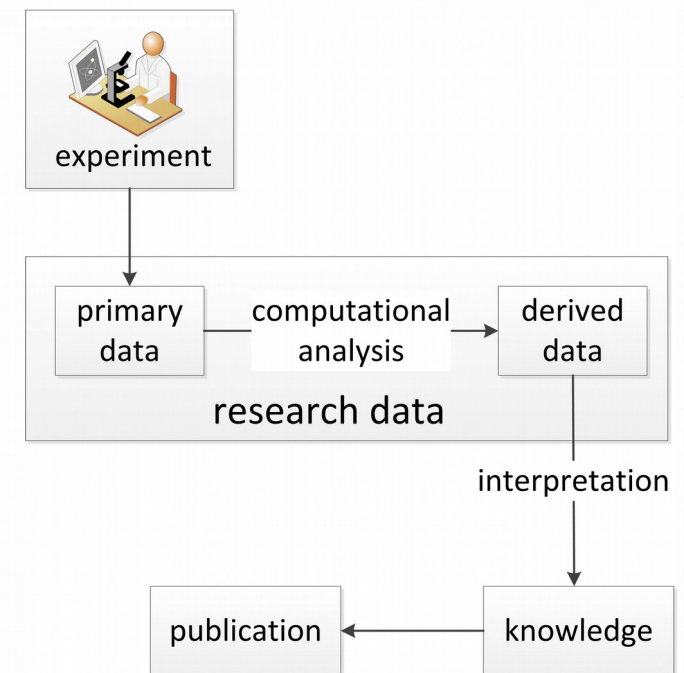 experiment
primary
data
computational
analysis
derived
data
research data
interpretation
publication
knowledge